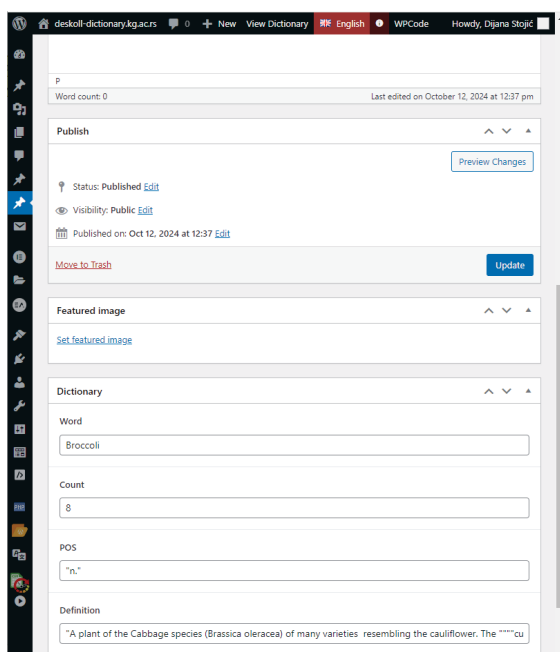 deskoll-dictionary.kg.ac.rs 0 New View Dictionary English WPCode Howdy, Dijana Stojić
P
Word count: 0 Last edited on October 12, 2024 at 12:37 pm
Publish
Preview Changes
Status: Published Edit
Visibility: Public Edit
Published on: Oct 12, 2024 at 12:37 Edit
Move to Trash Update
Featured image
Set featured image
Dictionary
Word
Broccoli
Count
8
POS
"n."
Definition
"A plant of the Cabbage species (Brassica oleracea) of many varieties  resembling the cauliflower. The """"cu
PHP